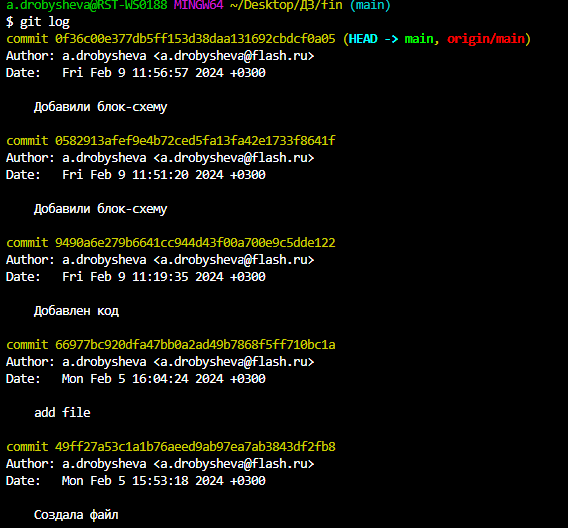 a.drobysheva@RST-WS0188 MINGW64 ~/Desktop/ДЗ/fin (main)
$ git log
commit 0f36c00e377db5ff153d38daa131692cbdcf0a05 (HEAD -> main, origin/main)
Author: a.drobysheva <a.drobysheva@flash.ru>
Date:   Fri Feb 9 11:56:57 2024 +0300
Добавили блок-схему
commit 0582913afef9e4b72ced5fa13fa42e1733f8641f
Author: a.drobysheva <a.drobysheva@flash.ru>
Date:   Fri Feb 9 11:51:20 2024 +0300
Добавили блок-схему
commit 9490a6e279b6641cc944d43f00a700e9c5dde122
Author: a.drobysheva <a.drobysheva@flash.ru>
Date:   Fri Feb 9 11:19:35 2024 +0300
Добавлен код
commit 66977bc920dfa47bb0a2ad49b7868f5ff710bc1a
Author: a.drobysheva <a.drobysheva@flash.ru>
Date:   Mon Feb 5 16:04:24 2024 +0300
add file
commit 49ff27a53c1a1b76aeed9ab97ea7ab3843df2fb8
Author: a.drobysheva <a.drobysheva@flash.ru>
Date:   Mon Feb 5 15:53:18 2024 +0300
Создала файл